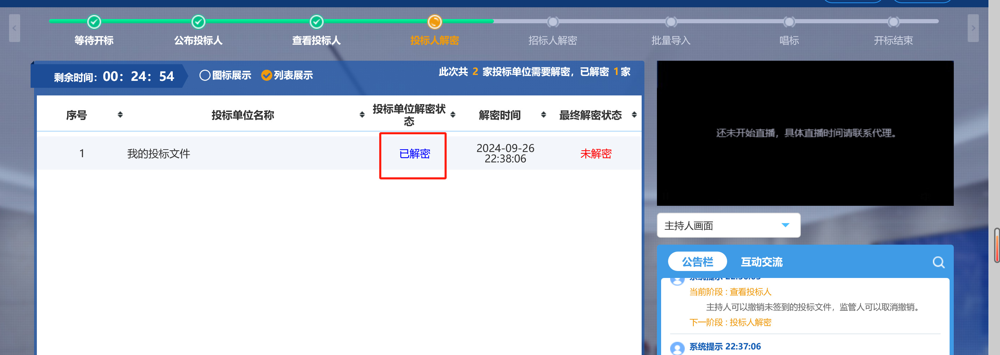 等待开标
公布投标人
查看投标人
投标人解密
招标人解密
批量导入
唱标
开标结束
剩余时间：00：24：54
图标展示
列表展示
此次共 2 家投标单位需要解密，已解密 1 家
序号
投标单位名称
投标单位解密状
态
解密时间
最终解密状态
1
我的投标文件
已解密
2024-09-26
22:38:06
未解密
还未开始直播，具体直播时间请联系代理。
主持人画面
公告栏
互动交流
当前阶段 : 查看投标人
主持人可以撤销未签到的投标文件，监管人可以取消撤销。
下一阶段 : 投标人解密
系统提示 22:37:06